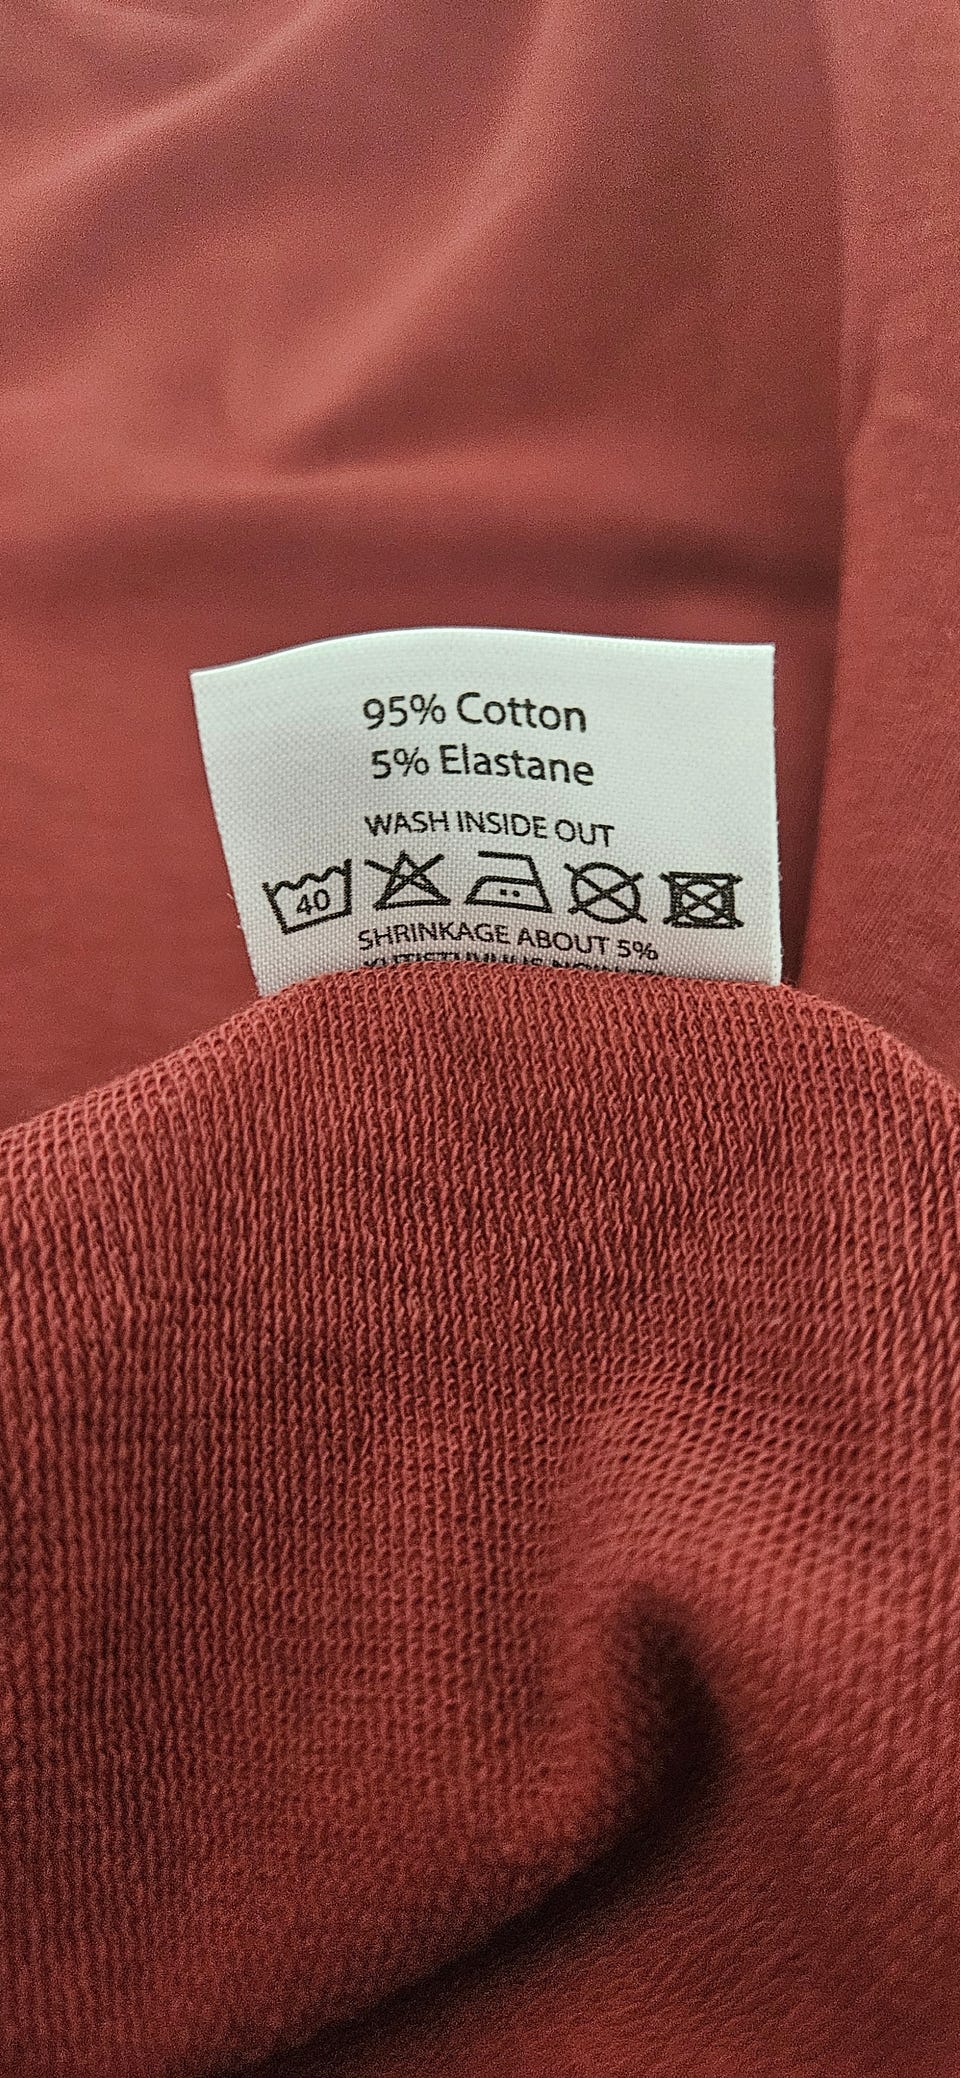 95% Cotton
5% Elastane
WASH INSIDE OUT
40
SHRINKAGE ABOUT 5%